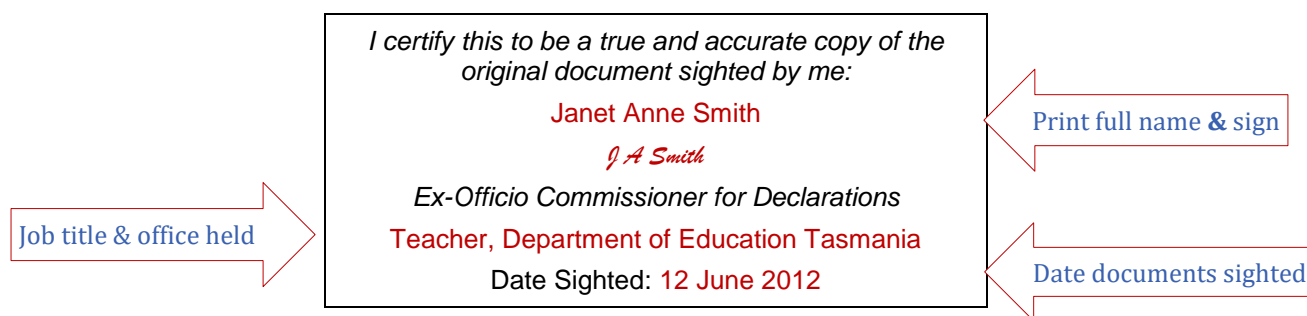 I certify this to be a true and accurate copy of the
original document sighted by me:
Janet Anne Smith
Print full name & sign
J A Smith
Ex-Officio Commissioner for Declarations
Job title & office held
Teacher, Department of Education Tasmania
Date Sighted: 12 June 2012
Date documents sighted